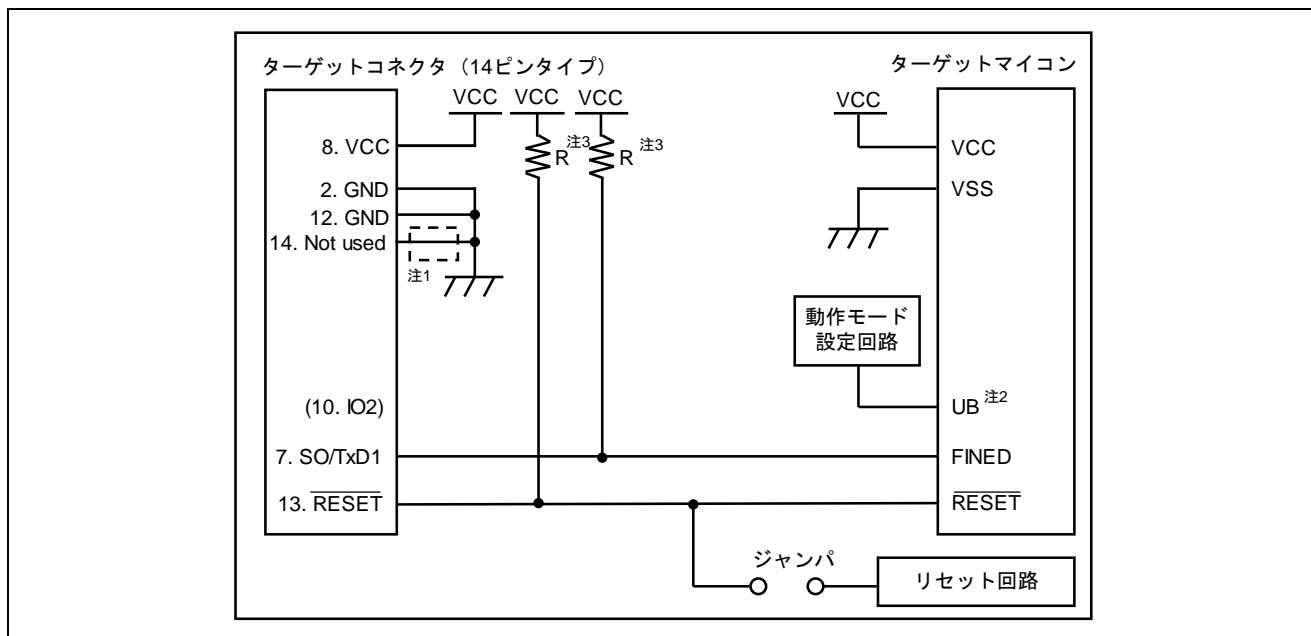 ターゲットコネクタ（14ピンタイプ）
ターゲットマイコン
VCC
VCC
VCC
VCC
8. VCC
R 注3
R 注3
VCC
2. GND
VSS
12. GND
14. Not used
注1
動作モード
設定回路
(10. IO2)
UB 注2
7. SO/TxD1
FINED
13. RESET
RESET
ジャンパ
リセット回路